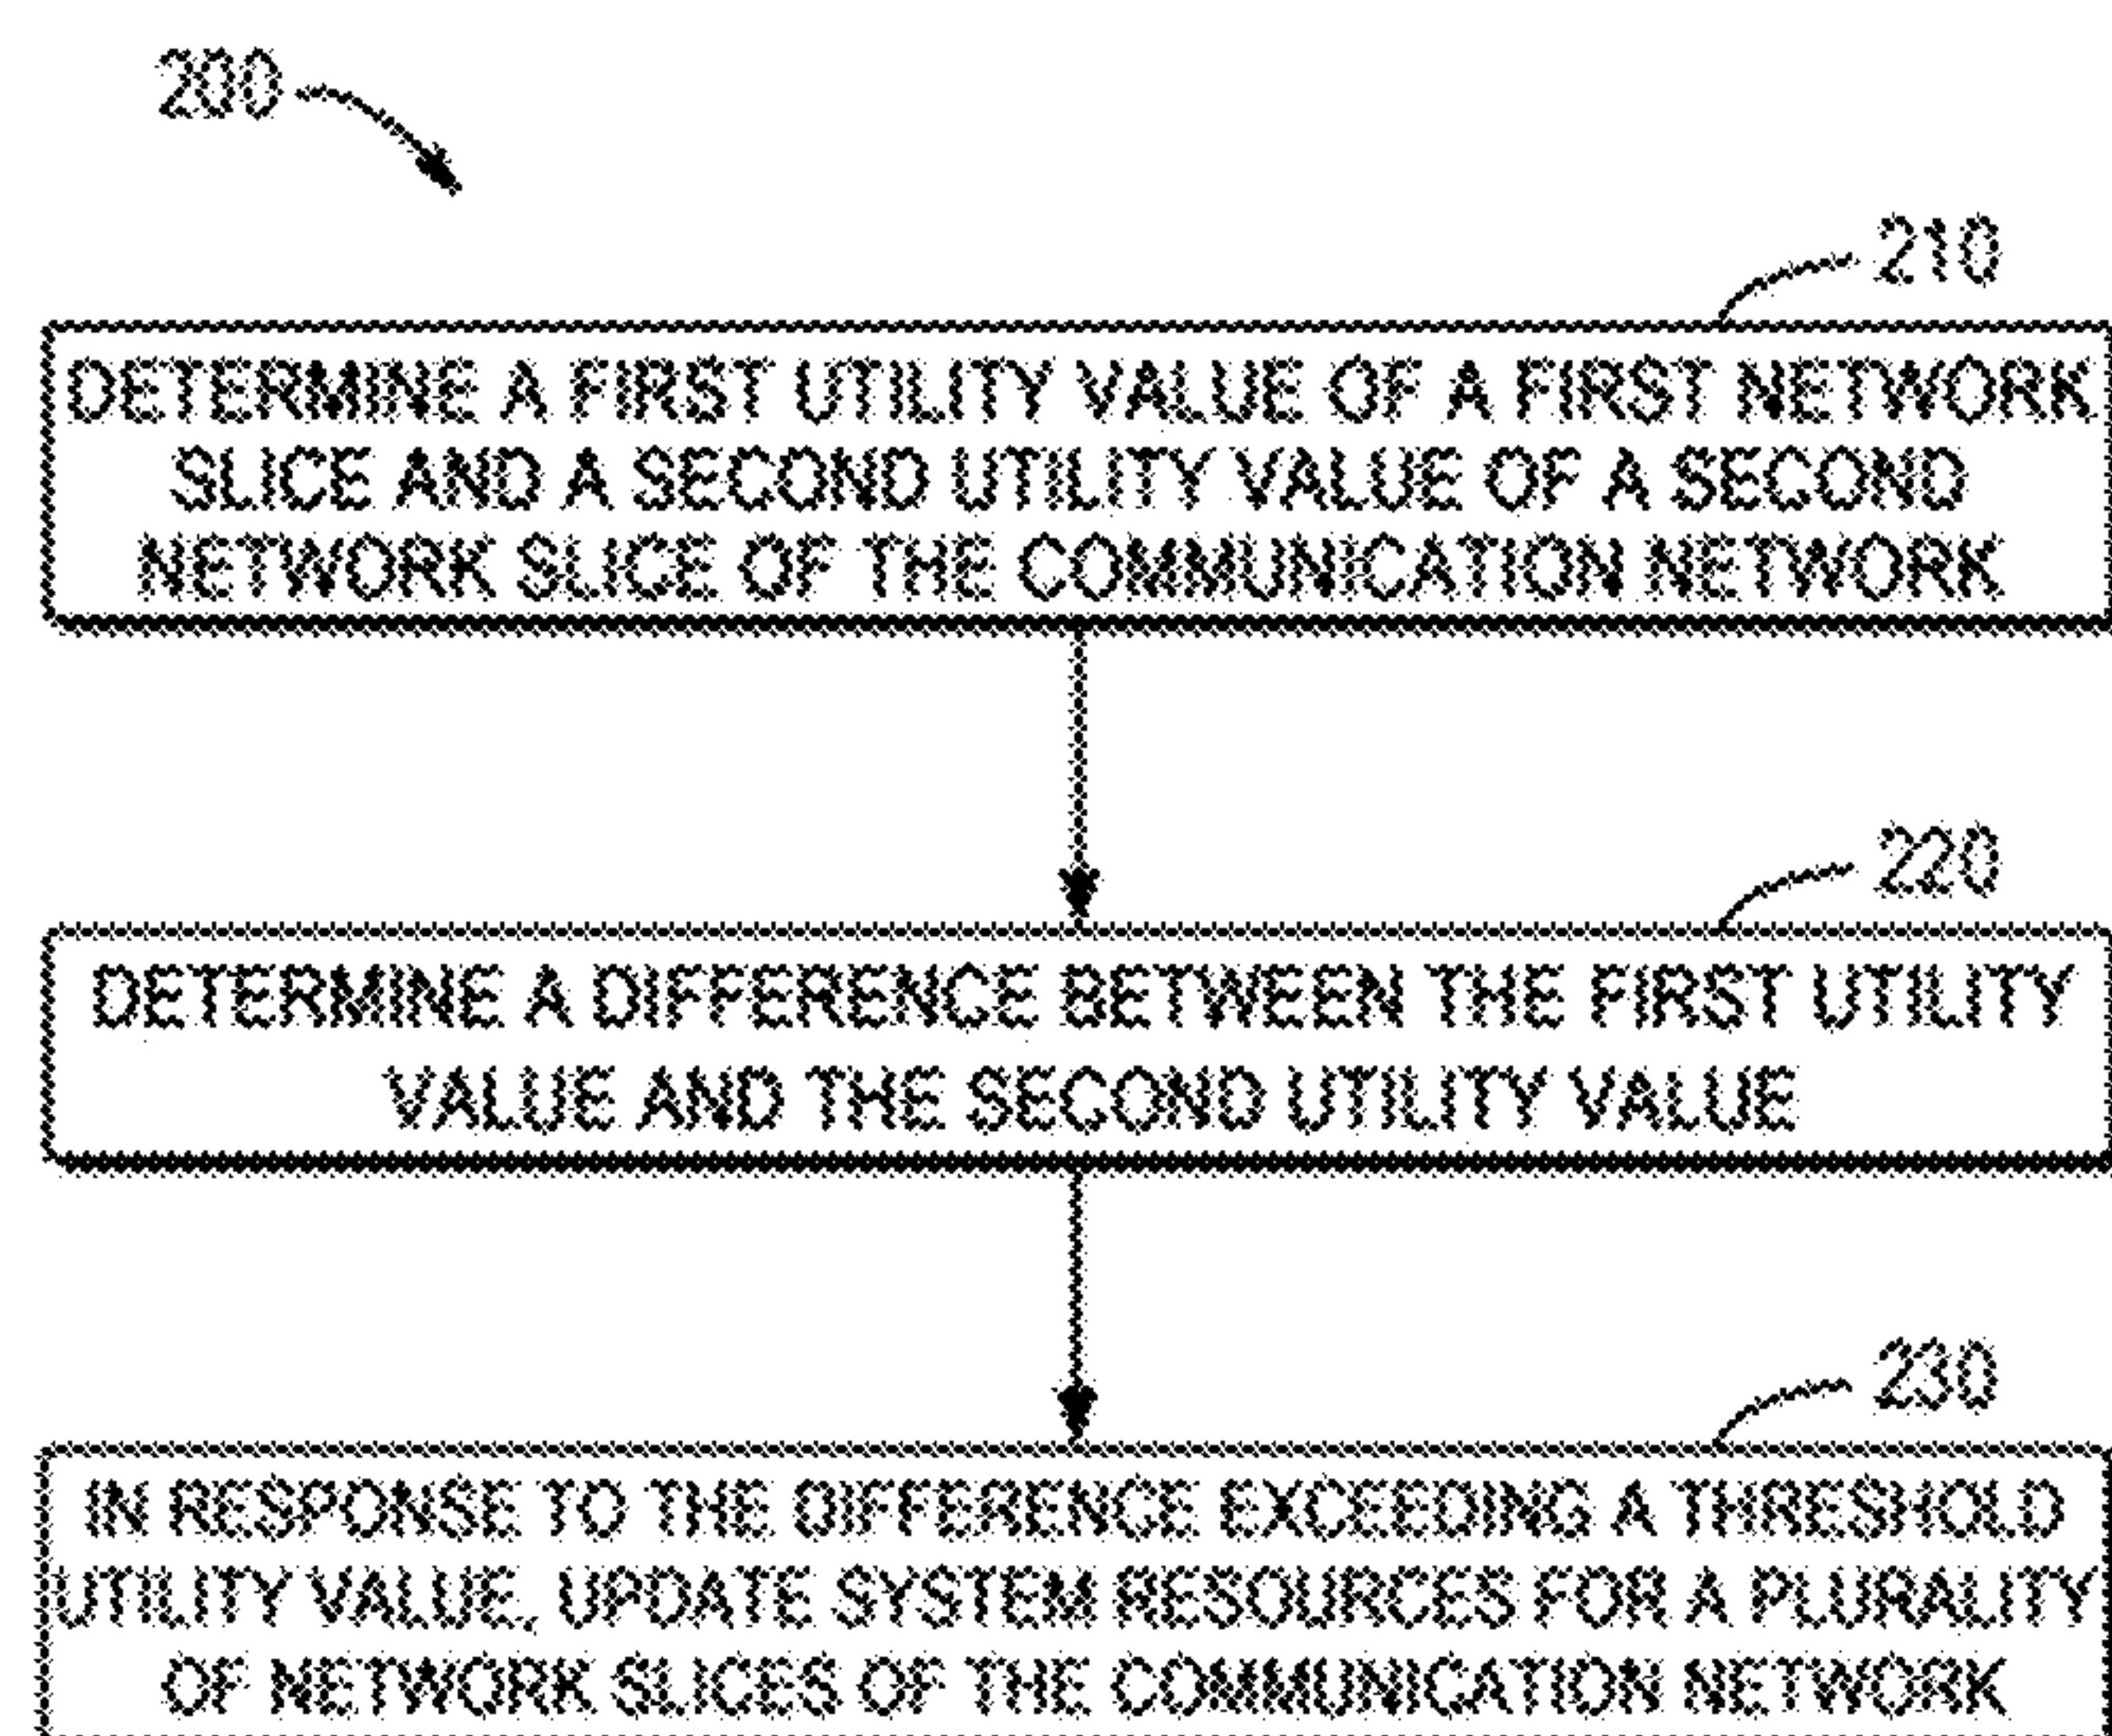 200
210
DETERMINE A FIRST UTILITY VALUE OF A FIRST NETWORK
SLICE AND A SECOND UTILITY VALUE OF A SECOND
NETWORK SLICE OF THE COMMUNICATION NETWORK
220
DETERMINE A DIFFERENCE BETWEEN THE FIRST UTILITY
VALUE AND THE SECOND UTILITY VALUE
230
IN RESPONSE TO THE DIFFERENCE EXCEEDING A THRESHOLD
UTILITY VALUE, UPDATE SYSTEM RESOURCES FOR A PLURALITY
OF NETWORK SLICES OF THE COMMUNICATION NETWORK